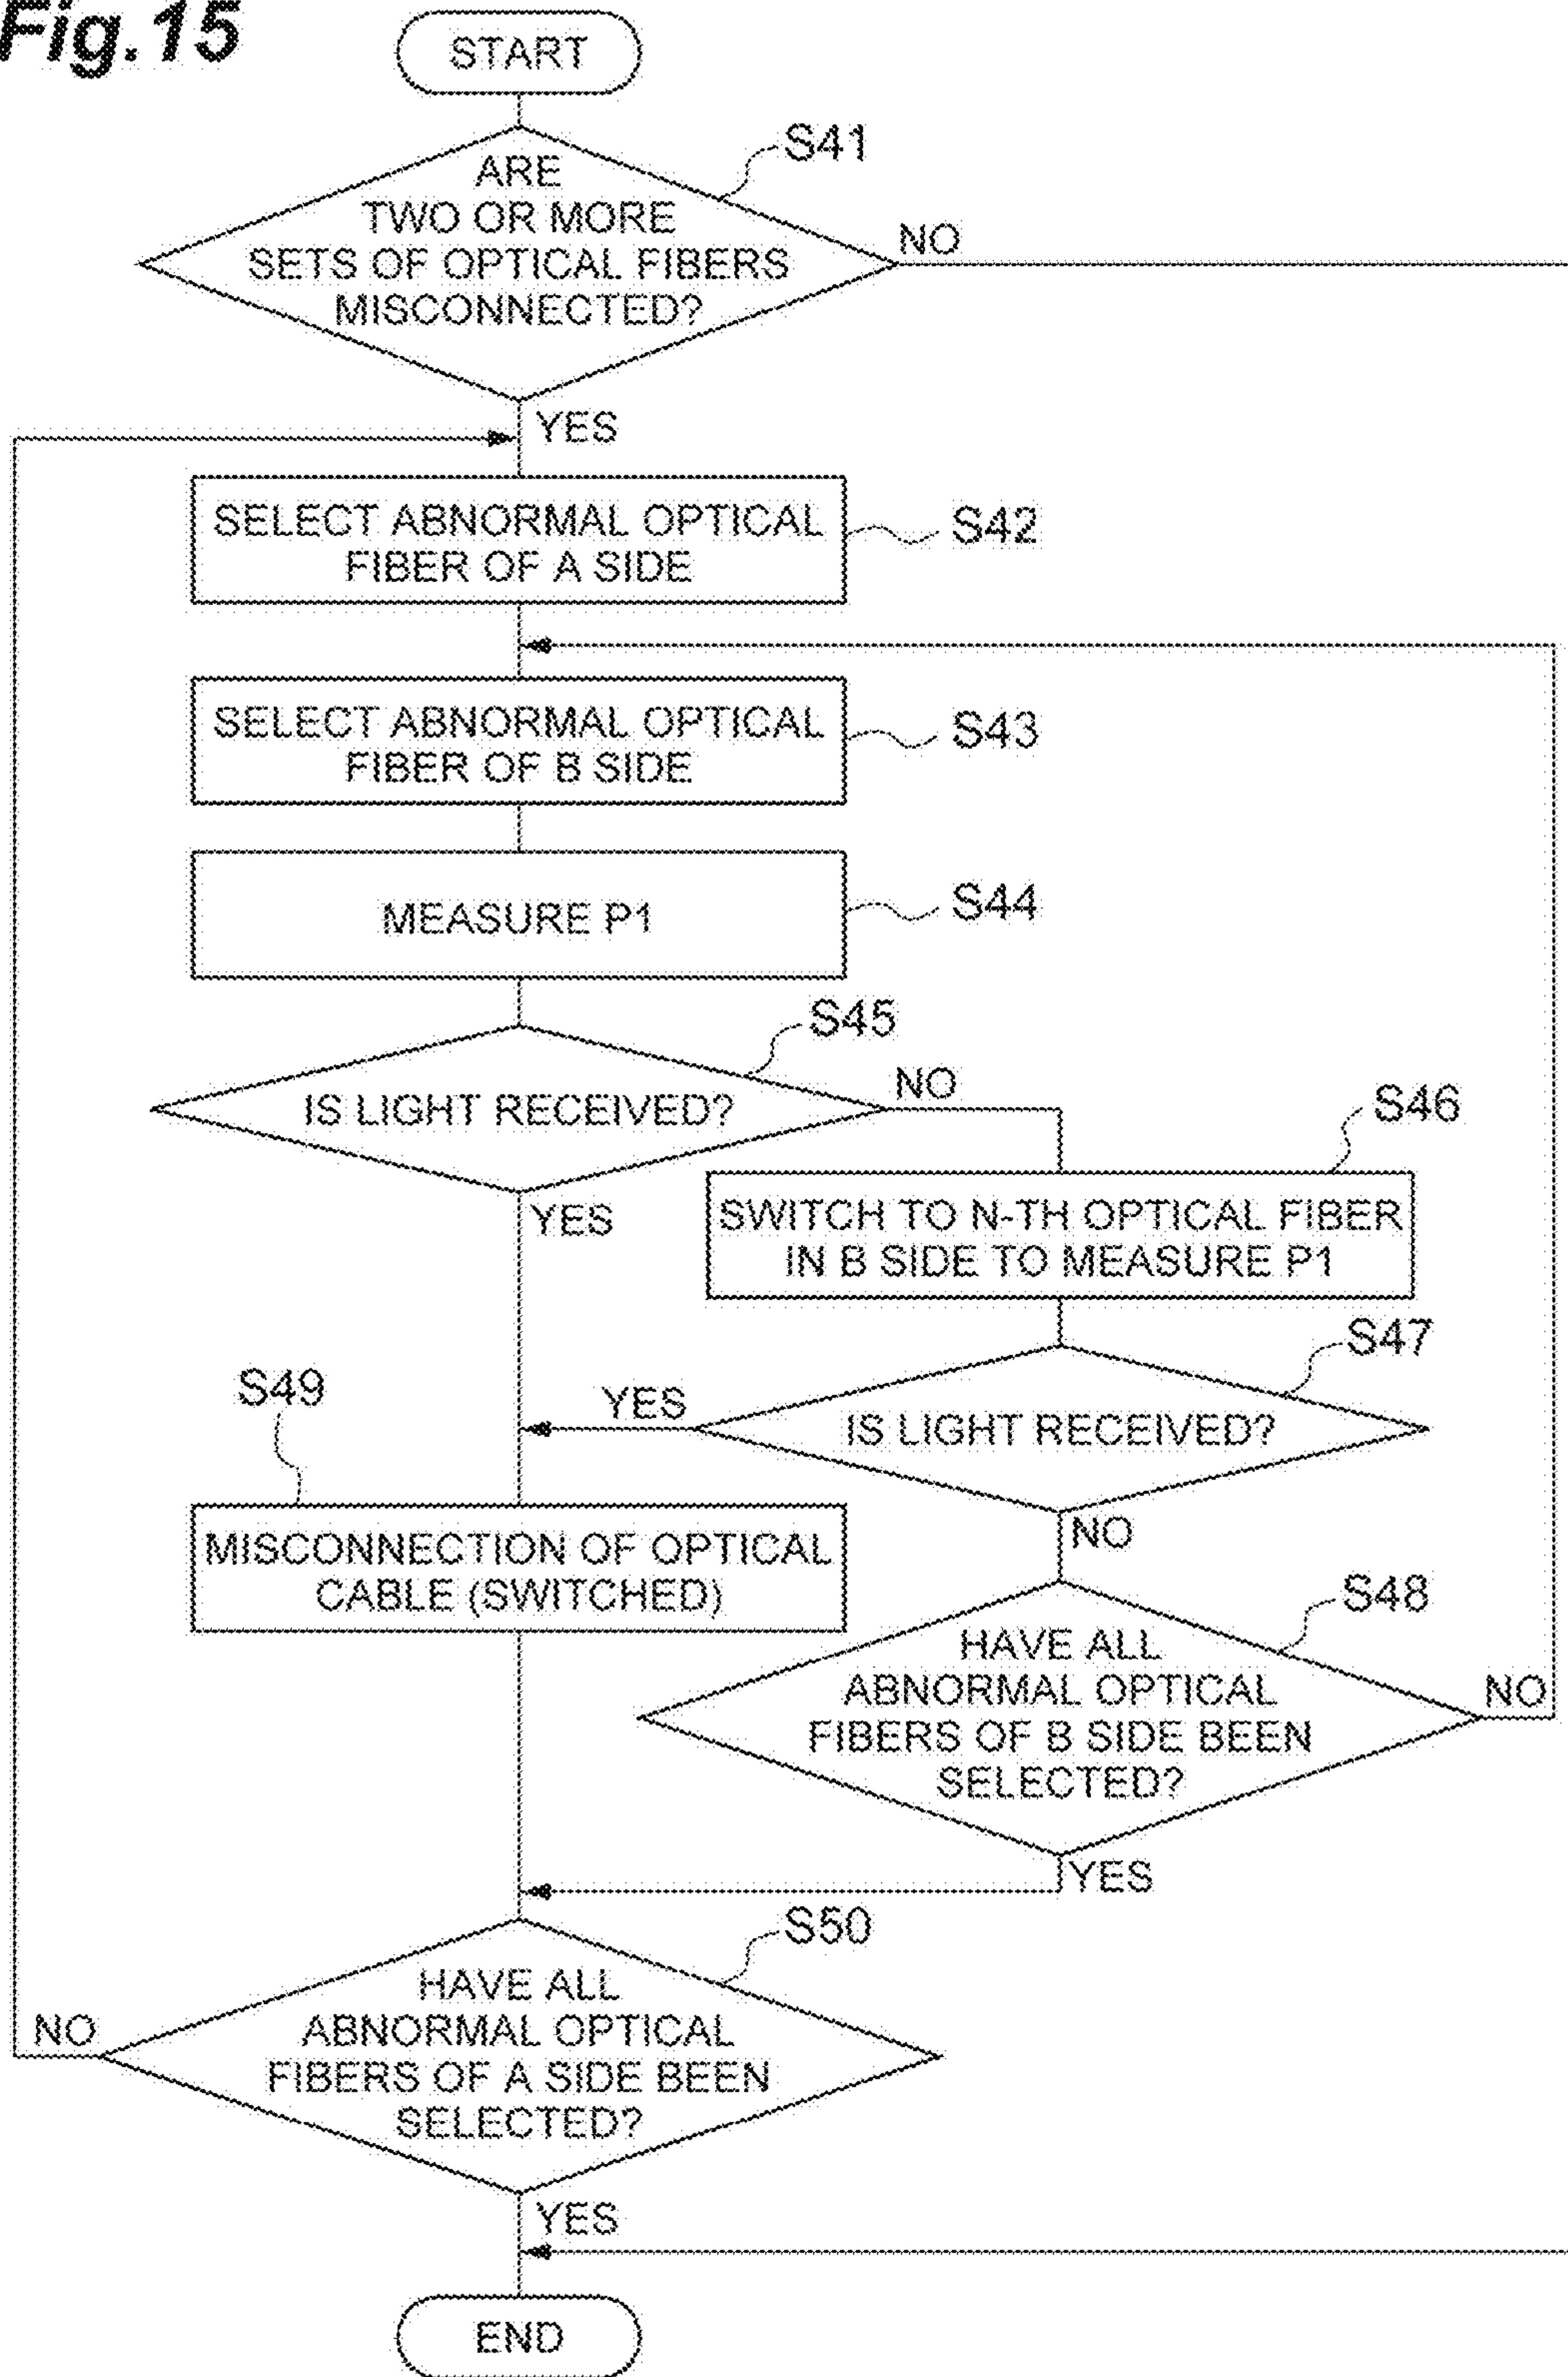 Fig.15
START
S41
ARE
TWO OR MORE
SETS OF OPTICAL FIBERS
MISCONNECTED?
NO
YES
SELECT ABNORMAL OPTICAL
FIBER OF A SIDE
S42
SELECT ABNORMAL OPTICAL
FIBER OF B SIDE
S43
MEASURE P1
S44
S45
IS LIGHT RECEIVED?
NO
YES
S46
SWITCH TO N-TH OPTICAL FIBER
IN B SIDE TO MEASURE P1
S47
IS LIGHT RECEIVED?
YES
NO
S49
MISCONNECTION OF OPTICAL
CABLE (SWITCHED)
S48
HAVE ALL
ABNORMAL OPTICAL
FIBERS OF B SIDE BEEN
SELECTED?
NO
YES
S50
HAVE ALL
ABNORMAL OPTICAL
FIBERS OF A SIDE BEEN
SELECTED?
NO
YES
END